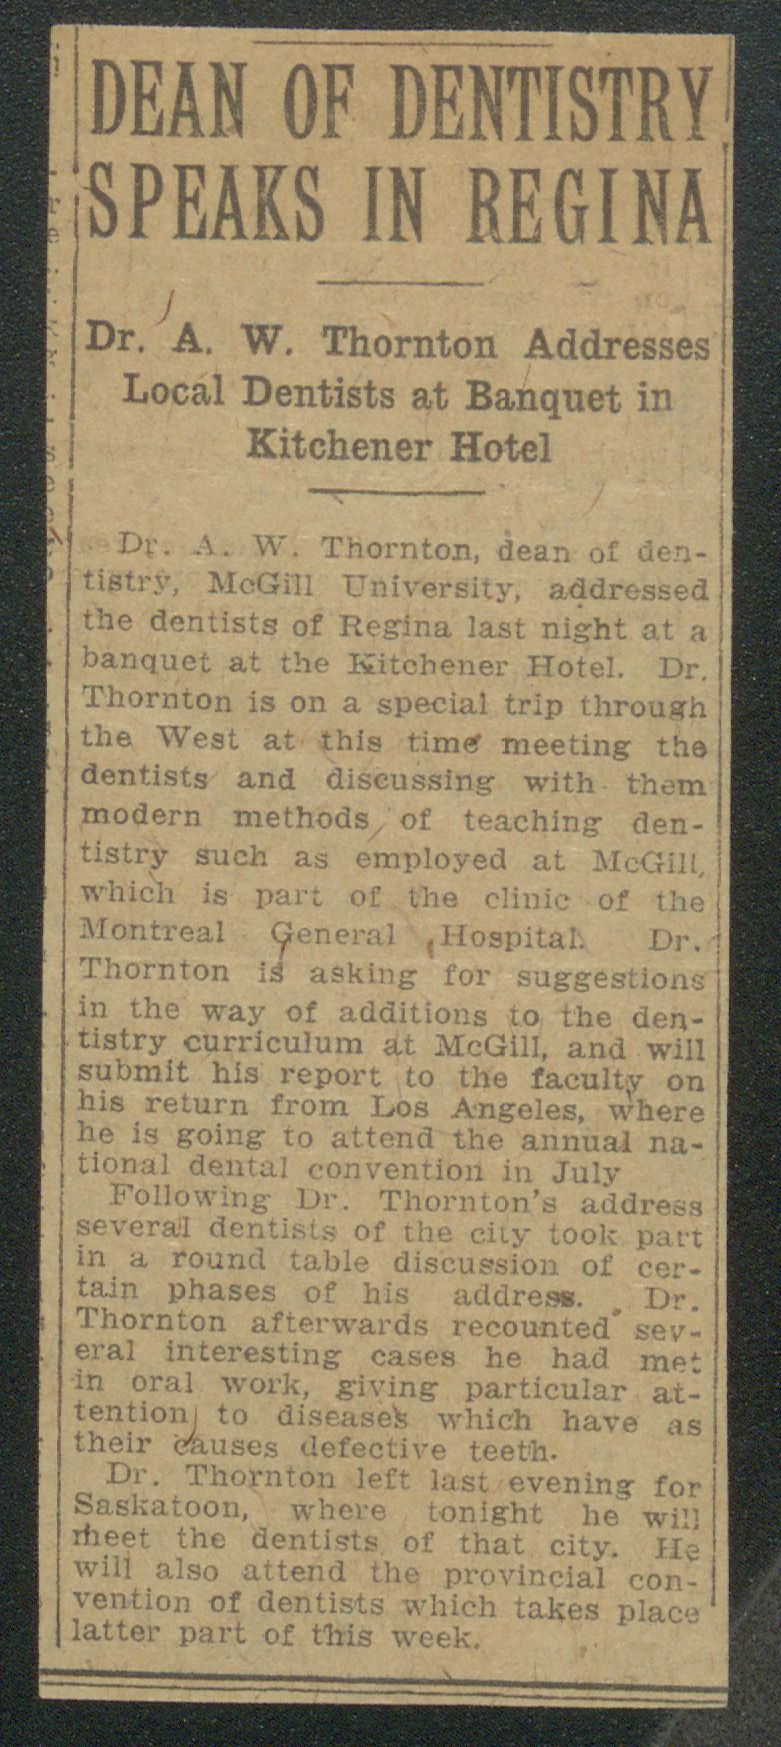 DEAN OF DENTISTRY
SPEAKS IN REGINA
Dr. A. W. Thornton Addresses
Local Dentists at Banquet in
Kitchener Hotel
Dr. A. W. Thornton, dean of den-
tistry, McGill University, addressed
the dentists of Regina last night at a
banquet at the Kitchener Hotel. Dr.
Thornton is on a special trip through
the West at this time meeting the
dentists and discussing with them
modern methods of teaching den-
tistry such as employed at McGill,
which is part of the clinic of the
Montreal General Hospital. Dr.
Thornton is asking for suggestions
in the way of additions to the den-
tistry curriculum at McGill, and will
submit his report to the faculty on
his return from Los Angeles, where
he is going to attend the annual na-
tional dental convention in July
Following Dr. Thornton's address
several dentists of the city took part
in a round table discussion of cer-
tain phases of his address. Dr.
Thornton afterwards recounted sev-
eral interesting cases he had met
in oral work, giving particular at-
tention to diseases which have as
their causes defective teeth.
Dr. Thornton left last evening for
Saskatoon, where tonight he will
meet the dentists of that city. He
will also attend the provincial con-
vention of dentists which takes place
latter part of this week.